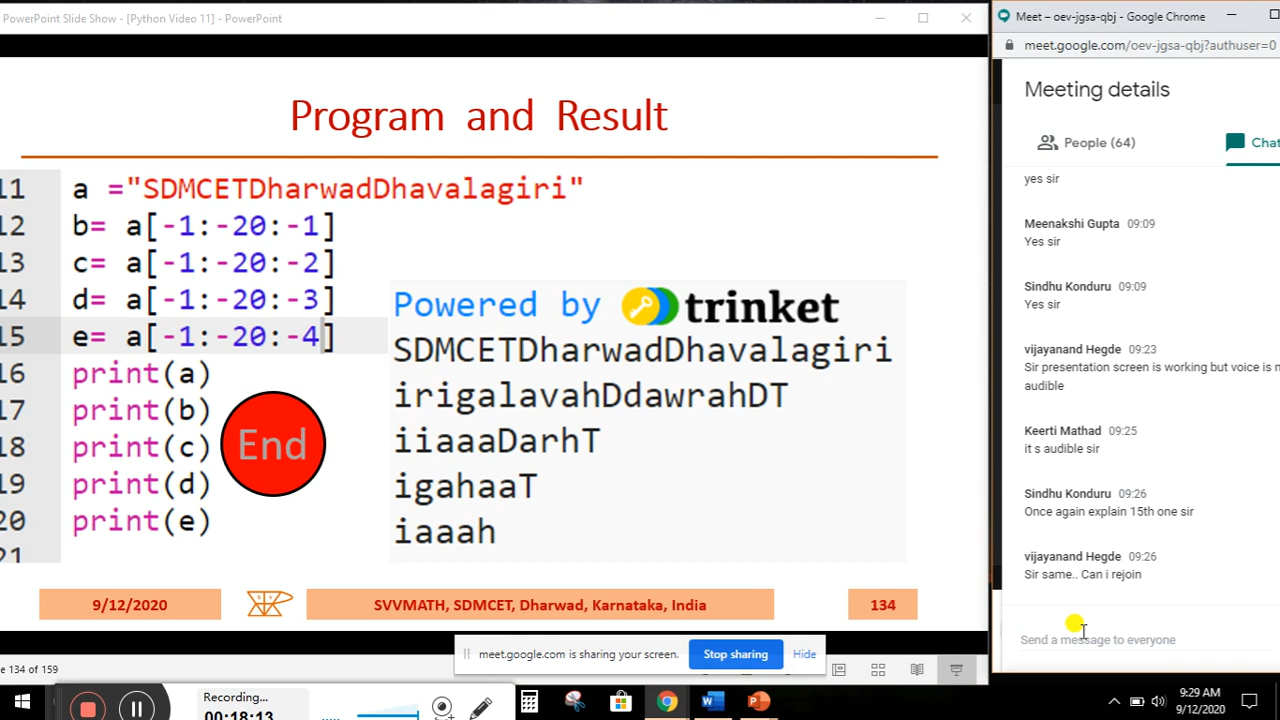 PowerPoint Slide Show - [Python Video 11] - PowerPoint
Program and Result
11 a ="SDMCETDharwadDhavalagiri"
12 b= a[-1:-20:-1]
13 c= a[-1:-20:-2]
14 d= a[-1:-20:-3]
15 e= a[-1:-20:-4]
16 print(a)
17 print(b)
18 print(c)
19 print(d)
20 print(e)
21
End
Powered by trinket
SDMCETDharwadDhavalagiri
irigalavahDdawrahDT
iiaaaDarhT
igahaaT
iaaah
9/12/2020
SVVMATH, SDMCET, Dharwad, Karnataka, India
134
meet.google.com is sharing your screen. Stop sharing Hide
134 of 159
Meet – oev-jgsa-qbj - Google Chrome
meet.google.com/oev-jgsa-qbj?authuser=0
Meeting details
People (64) Chat
yes sir
Meenakshi Gupta 09:09
Yes sir
Sindhu Konduru 09:09
Yes sir
vijayanand Hegde 09:23
Sir presentation screen is working but voice is
audible
Keerti Mathad 09:25
it s audible sir
Sindhu Konduru 09:26
Once again explain 15th one sir
vijayanand Hegde 09:26
Sir same.. Can i rejoin
Send a message to everyone
Recording...
00:18:13
9:29 AM
9/12/2020